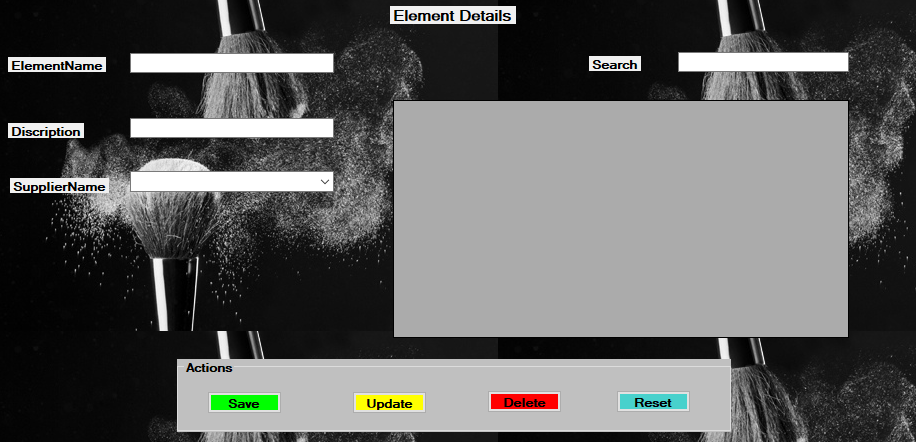 Element Details
ElementName
Search
Discription
SupplierName
Actions
Save
Update
Delete
Reset